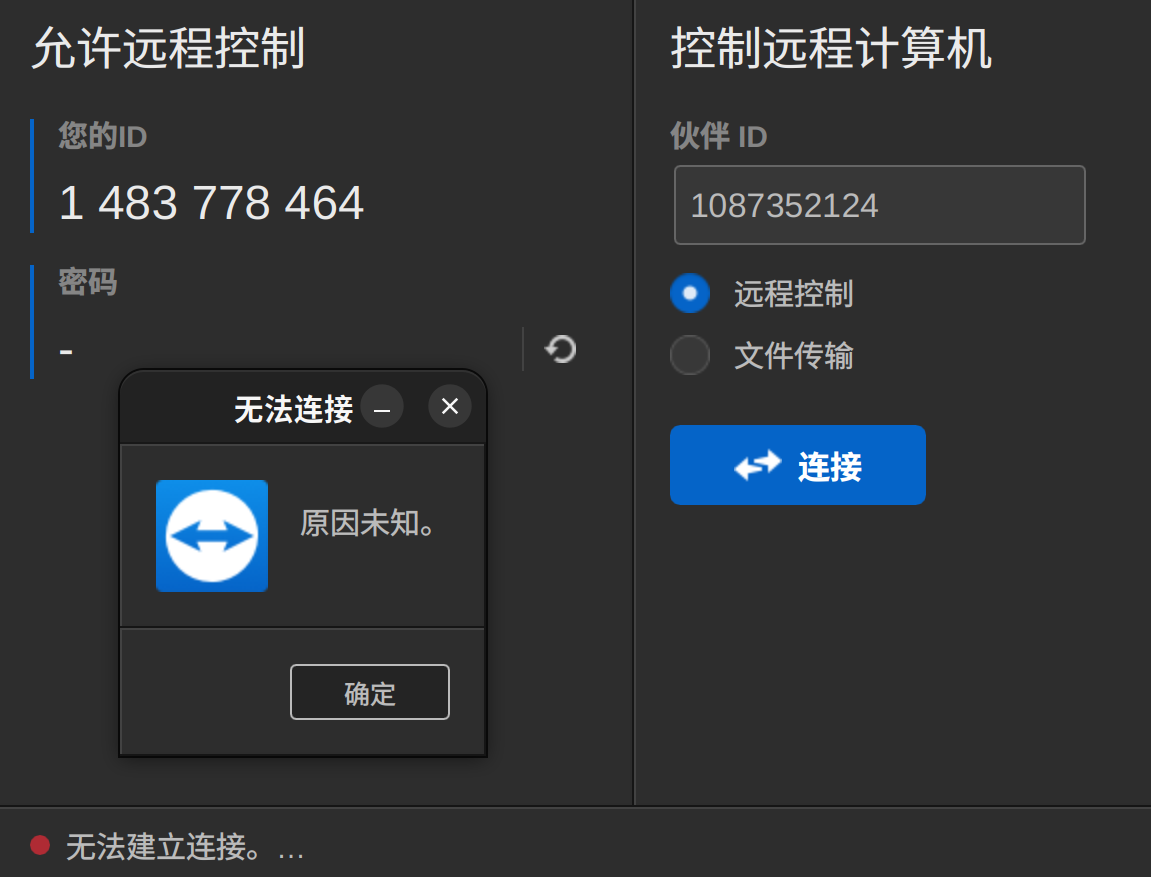 允许远程控制
您的ID
1 483 778 464
密码
-
无法连接
原因未知。
确定
控制远程计算机
伙伴 ID
1087352124
远程控制
文件传输
连接
无法建立连接。…